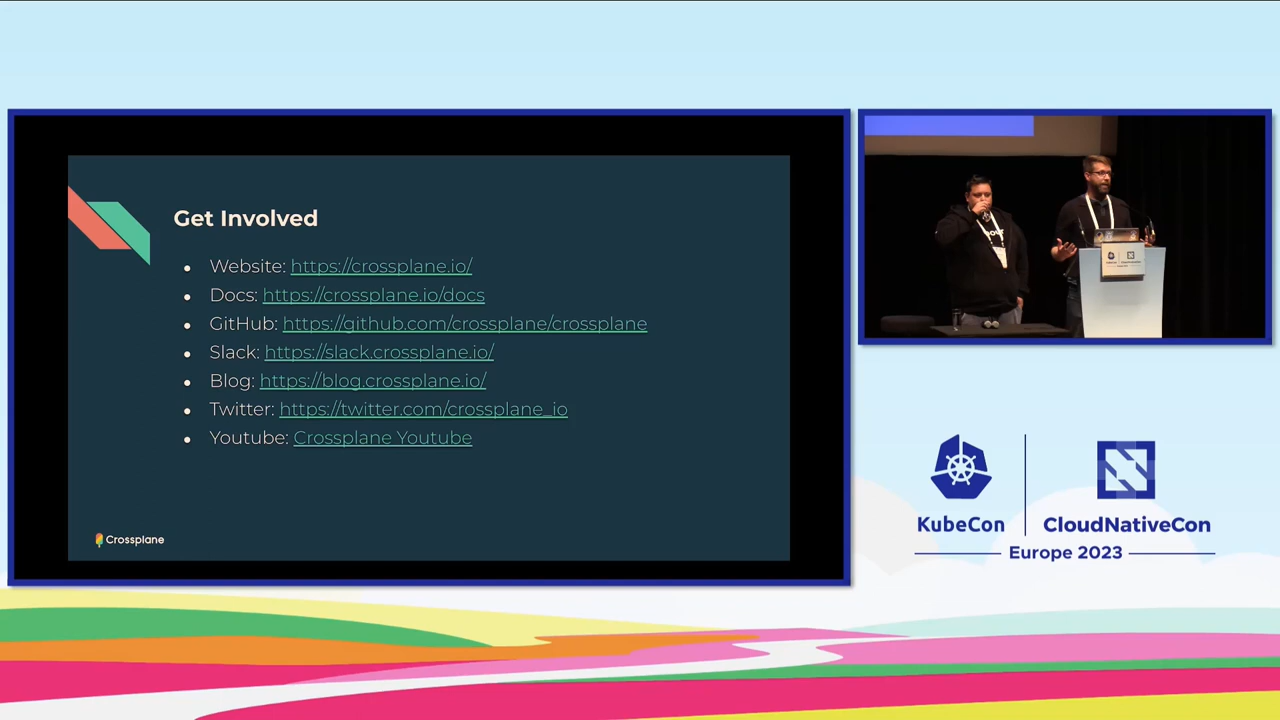 Get Involved
Website: https://crossplane.io/
Docs: https://crossplane.io/docs
GitHub: https://github.com/crossplane/crossplane
Slack: https://slack.crossplane.io/
Blog: https://blog.crossplane.io/
Twitter: https://twitter.com/crossplane_io
Youtube: Crossplane Youtube
Crossplane
KubeCon
CloudNativeCon
Europe 2023